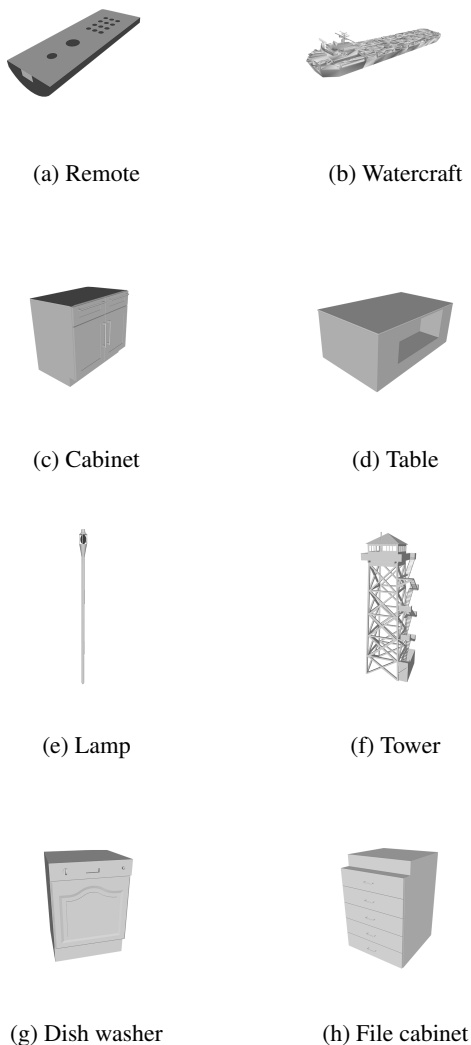 (a) Remote
(b) Watercraft
(c) Cabinet
(d) Table
(e) Lamp
(f) Tower
(g) Dish washer
(h) File cabinet